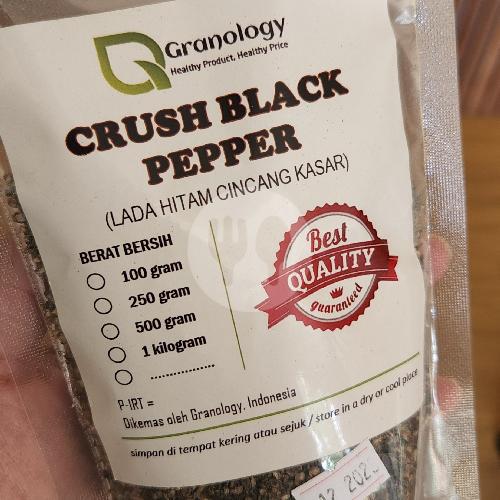 Granology
Healthy Product, Healthy Price
CRUSH BLACK
PEPPER
(LADA HITAM CINCANG KASAR)
BERAT BERSIH
100 gram
250 gram
500 gram
1 kilogram
..................
Best
QUALITY
guaranteed
P-IRT =
Dikemas oleh Granology, Indonesia
simpan di tempat kering atau sejuk / store in a dry or cool place